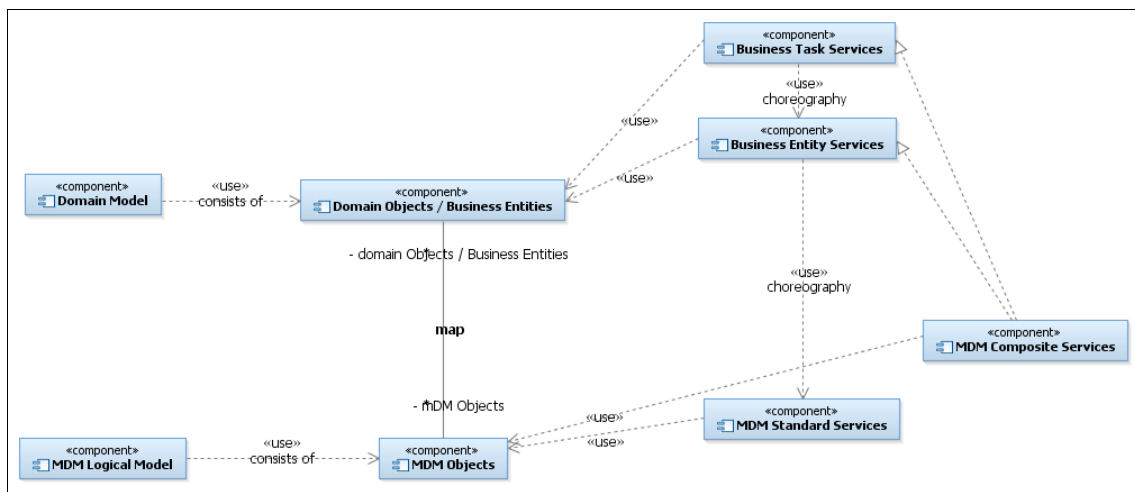 «component»
Business Task Services
«use»
choreography
«use»
«component»
Business Entity Services
«use»
«component»
Domain Model
«use»
consists of
«component»
Domain Objects / Business Entities
- domain Objects / Business Entities
*
«use»
choreography
map
«component»
MDM Composite Services
- mDM Objects
*
«use»
«component»
MDM Standard Services
«use»
«component»
MDM Logical Model
«use»
consists of
«component»
MDM Objects